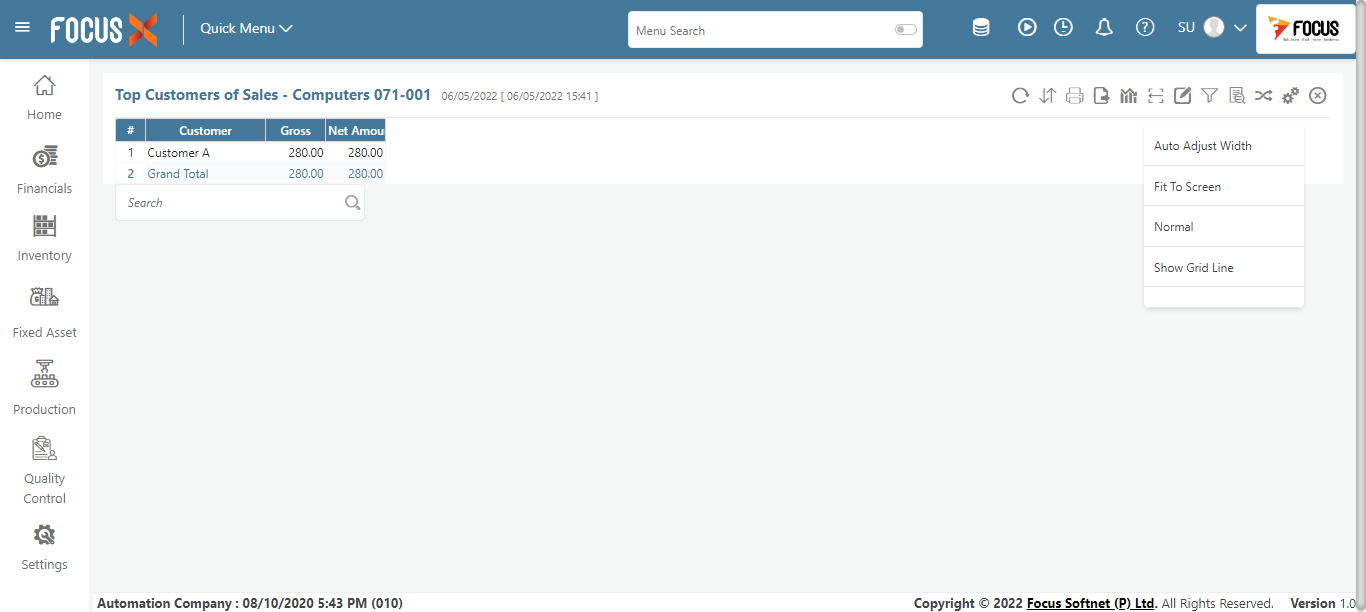 FOCUS X
Quick Menu
Menu Search
SU
FOCUS
Home
Financials
Inventory
Fixed Asset
Production
Quality
Control
Settings
Top Customers of Sales - Computers 071-001 06/05/2022 [ 06/05/2022 15:41 ]
# Customer Gross Net Amou
1 Customer A 280.00 280.00
2 Grand Total 280.00 280.00
Search
Auto Adjust Width
Fit To Screen
Normal
Show Grid Line
Automation Company : 08/10/2020 5:43 PM (010)
Copyright © 2022 Focus Softnet (P) Ltd. All Rights Reserved. Version 1.0